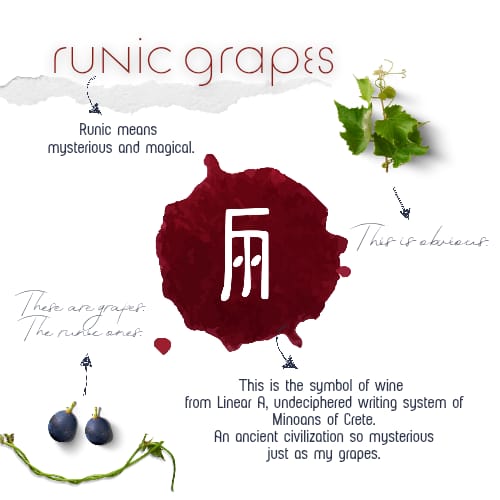 RUNIC GRAPES
Runic means
mysterious and magical.
This is obvious.
These are grapes.
The runic ones.
This is the symbol of wine
from Linear A, undeciphered writing system of
Minoans of Crete.
An ancient civilization so mysterious
just as my grapes.